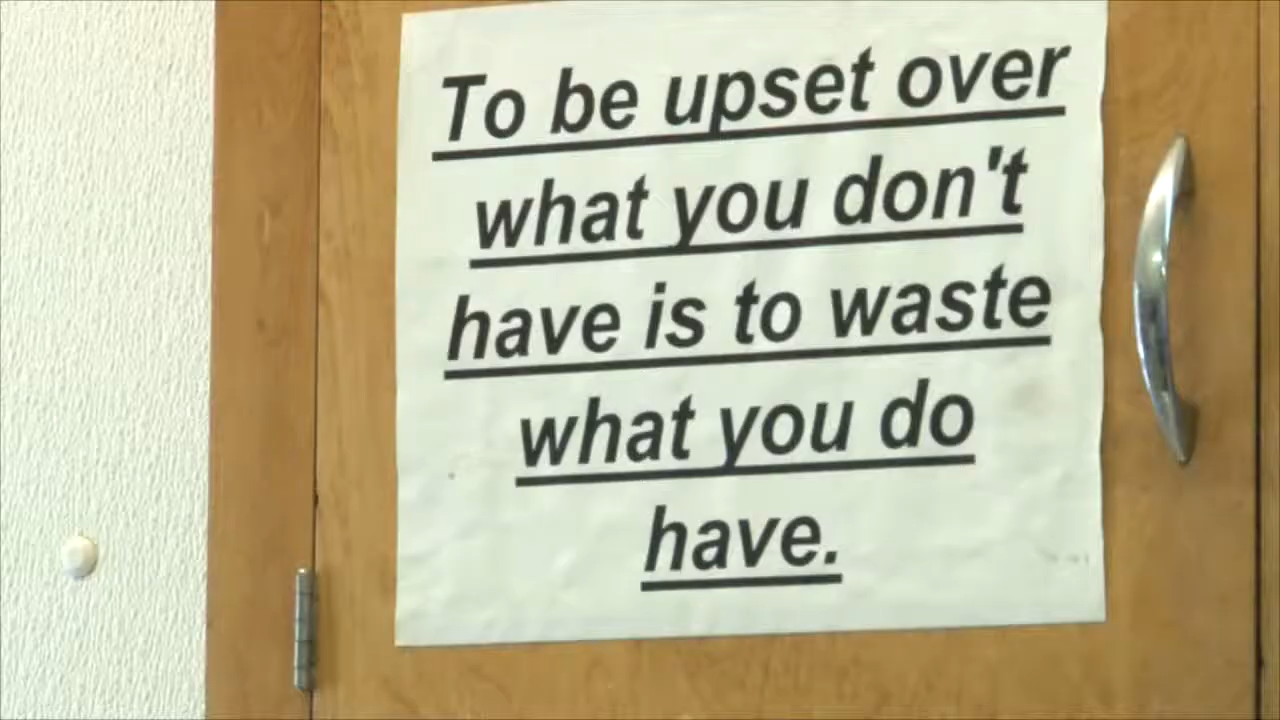 To be upset over
what you don't
have is to waste
what you do
have.